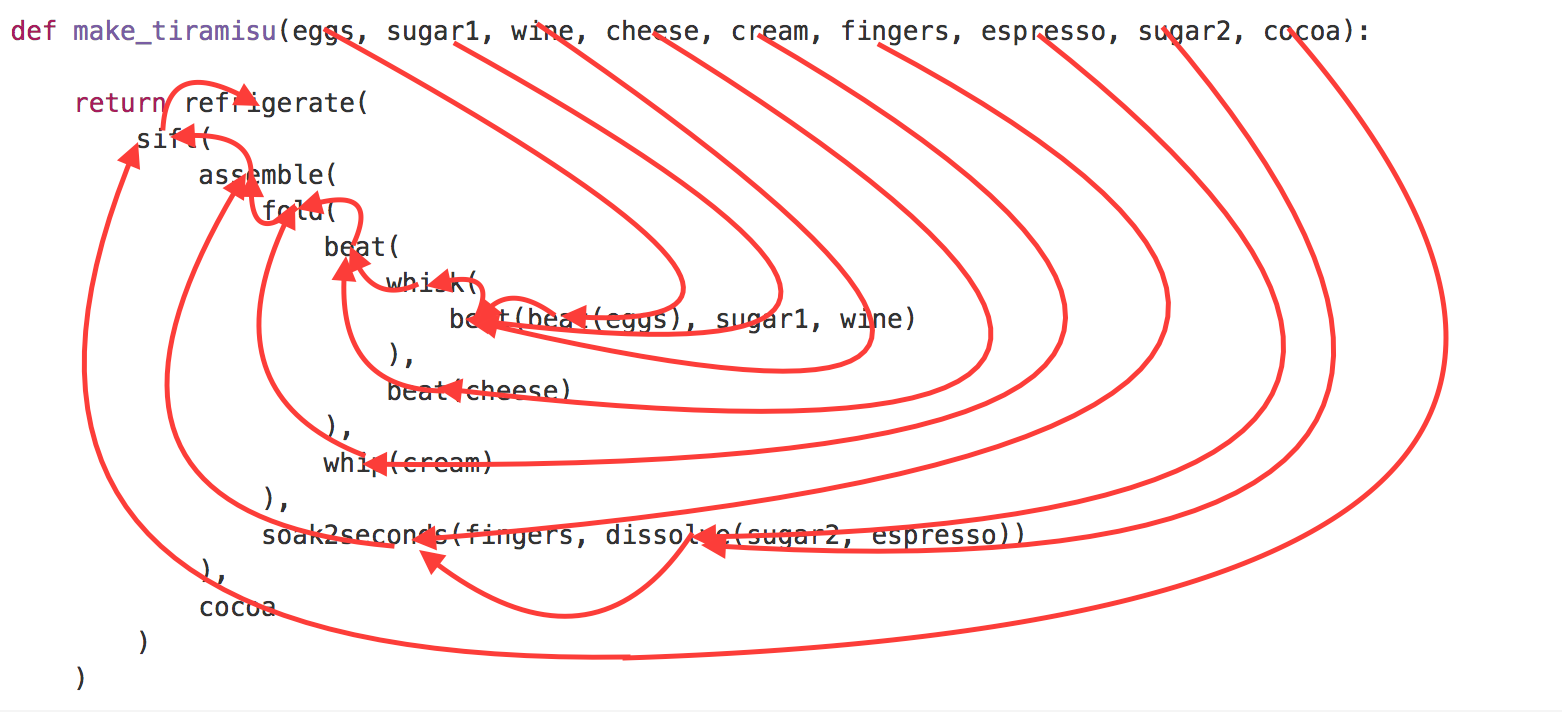 def make_tiramisu(eggs, sugar1, wine, cheese, cream, fingers, espresso, sugar2, cocoa):
    return refrigerate(
        sift(
            assemble(
                fold(
                    beat(
                        whisk(
                            beat(beat(eggs), sugar1, wine)
                        ),
                        beat(cheese)
                    ),
                    whip(cream)
                ),
                soak2seconds(fingers, dissolve(sugar2, espresso))
            ),
            cocoa
        )
    )